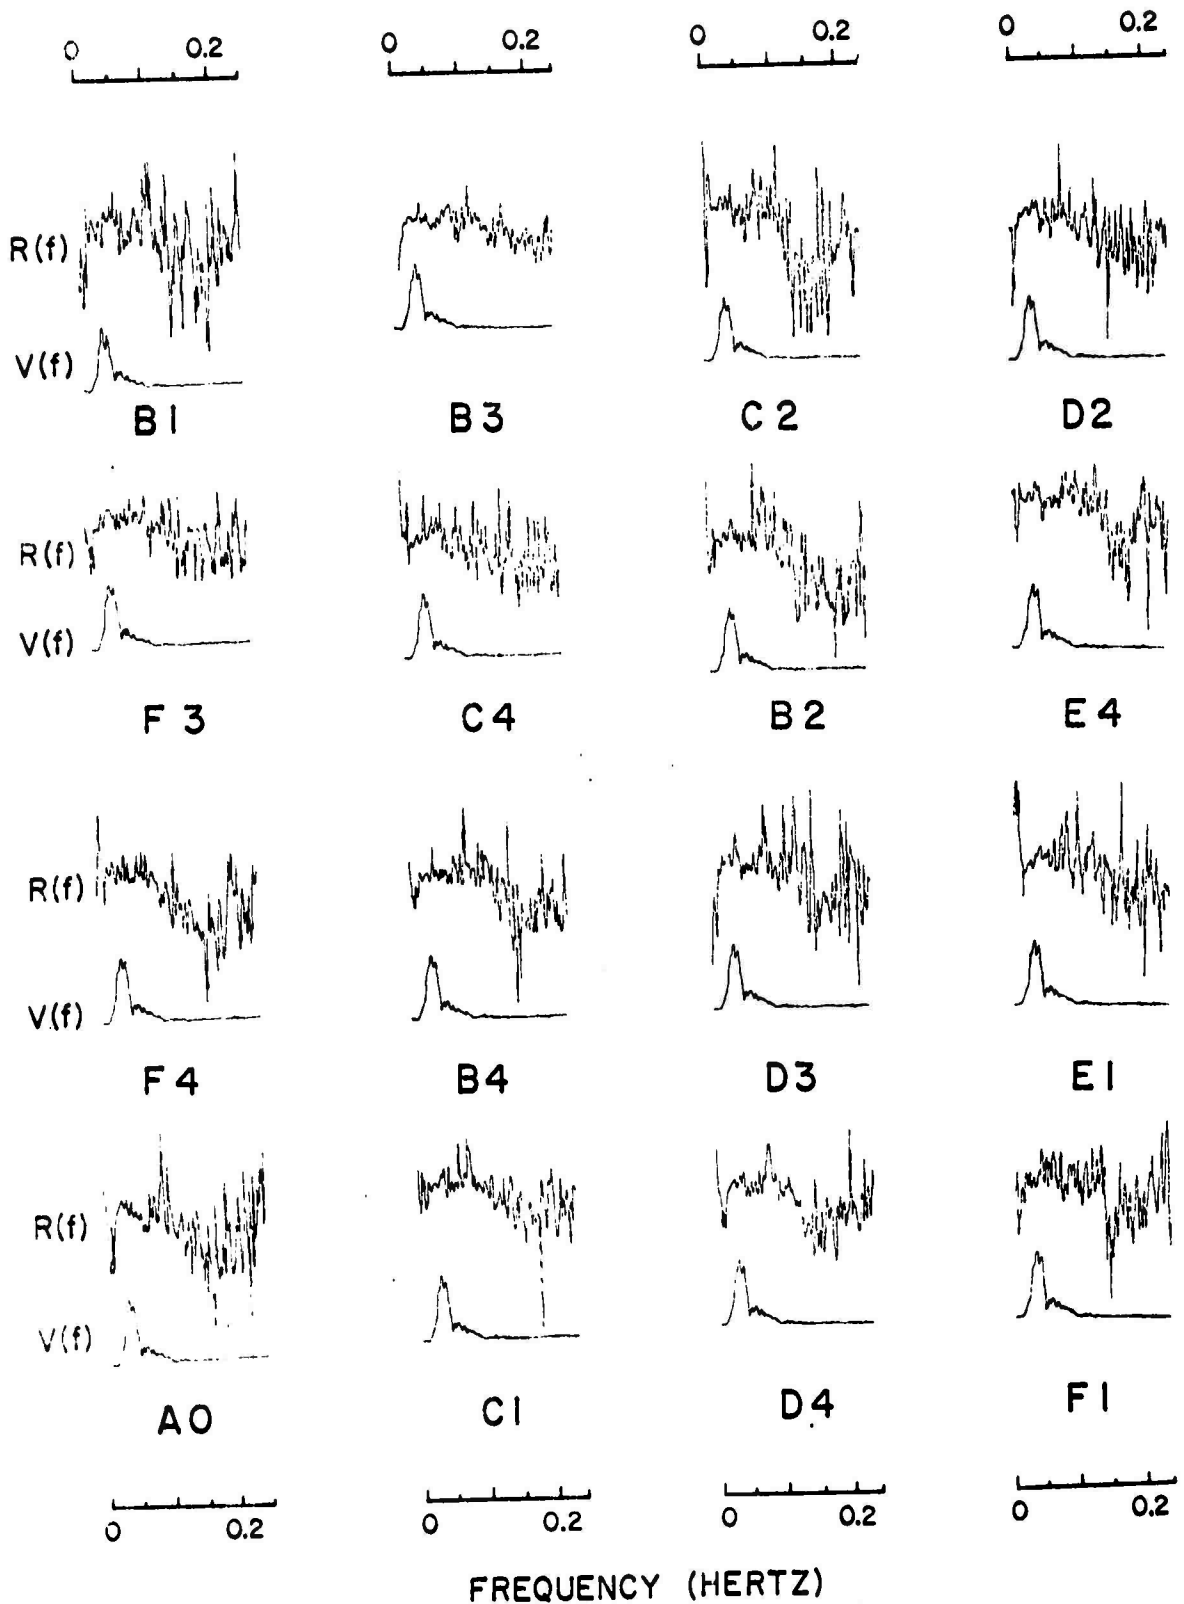 0 0.2 0 0.2 0 0.2 0 0.2
R(f)
V(f)
B1 B3 C2 D2
R(f)
V(f)
F3 C4 B2 E4
R(f)
V(f)
F4 B4 D3 E1
R(f)
V(f)
A0 C1 D4 F1
0 0.2 0 0.2 0 0.2 0 0.2
FREQUENCY (HERTZ)